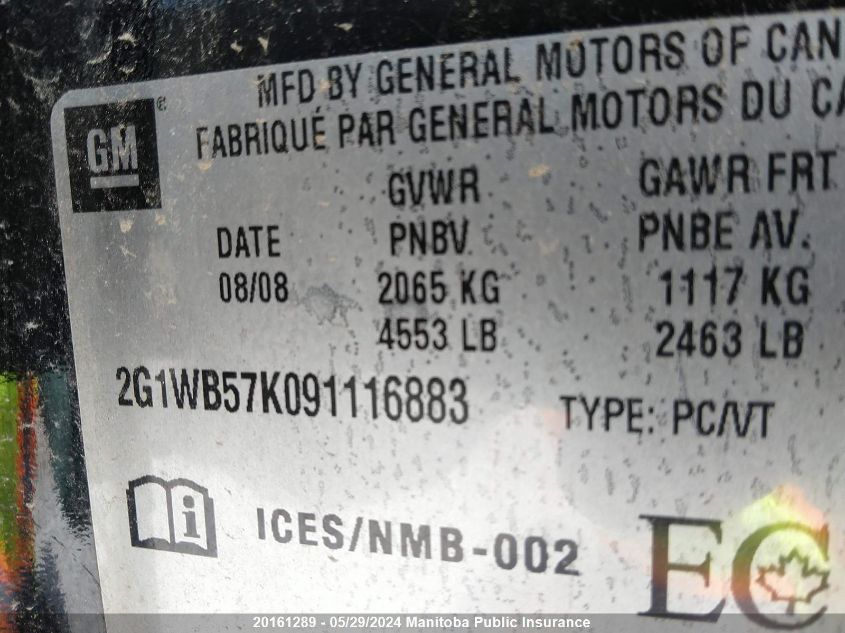 MFD BY GENERAL MOTORS OF CAN
GM
FABRIQUÉ PAR GENERAL MOTORS DU CA
GVWR GAWR FRT
DATE PNBV PNBE AV.
08/08 2065 KG 1117 KG
4553 LB 2463 LB
2G1WB57K091116883 TYPE: PC/VT
i ICES/NMB-002 EC
20161289 - 05/29/2024 Manitoba Public Insurance